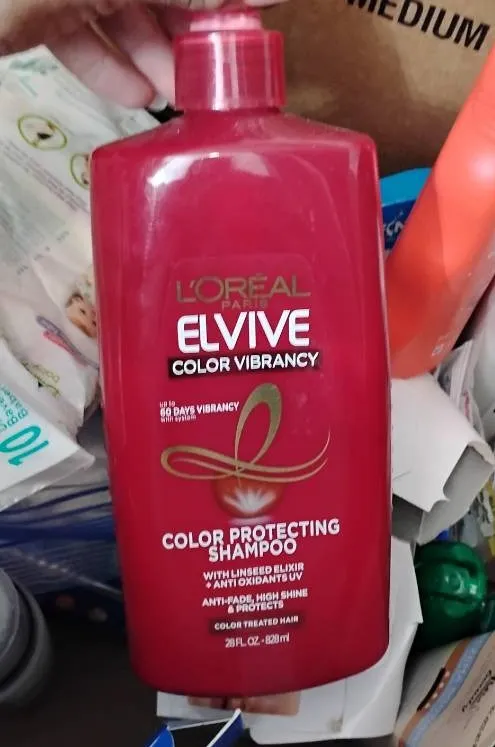 MEDIUM
L'ORÉAL
PARIS
ELVIVE
COLOR VIBRANCY
up to
60 DAYS VIBRANCY
with system
COLOR PROTECTING
SHAMPOO
WITH LINSEED ELIXIR
+ ANTI OXIDANTS UV
ANTI-FADE, HIGH SHINE
& PROTECTS
COLOR TREATED HAIR
28 FL. OZ. - 828 ml
10